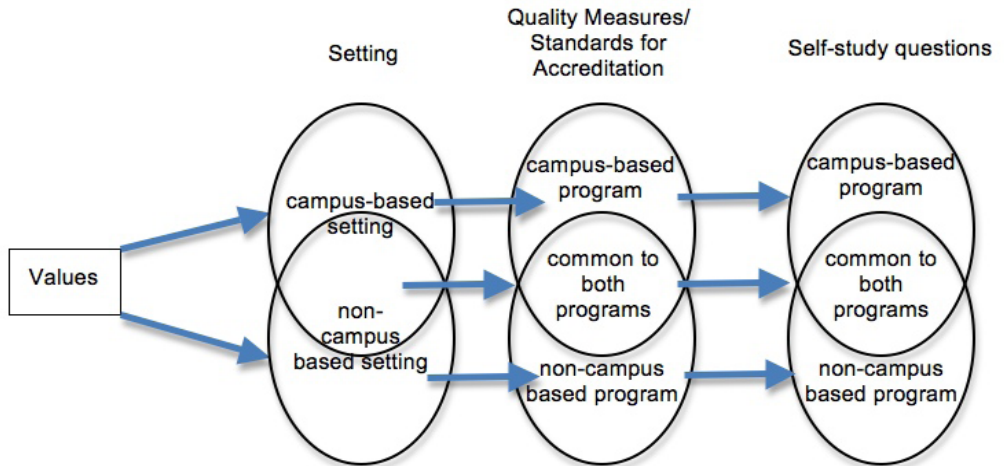 Quality Measures/
Standards for
Accreditation
Setting
Self-study questions
campus-based
setting
non-
campus
based setting
Values
campus-based
program
common to
both
programs
non-campus
based program
campus-based
program
common to
both
programs
non-campus
based program